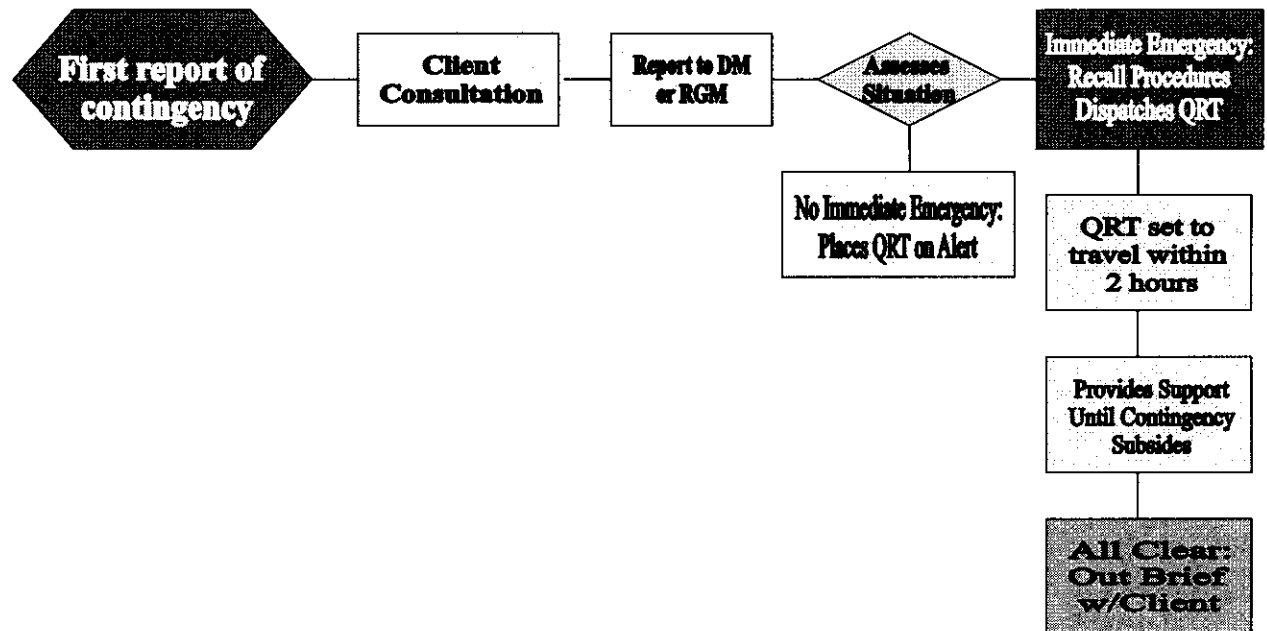 First report of
contingency
Client
Consultation
Report to DM
or RGM
Assesses
Situation
Immediate Emergency:
Recall Procedures
Dispatches QRT
No Immediate Emergency:
Places QRT on Alert
QRT set to
travel within
2 hours
Provides Support
Until Contingency
Subsides
All Clear:
Out Brief
w/Client